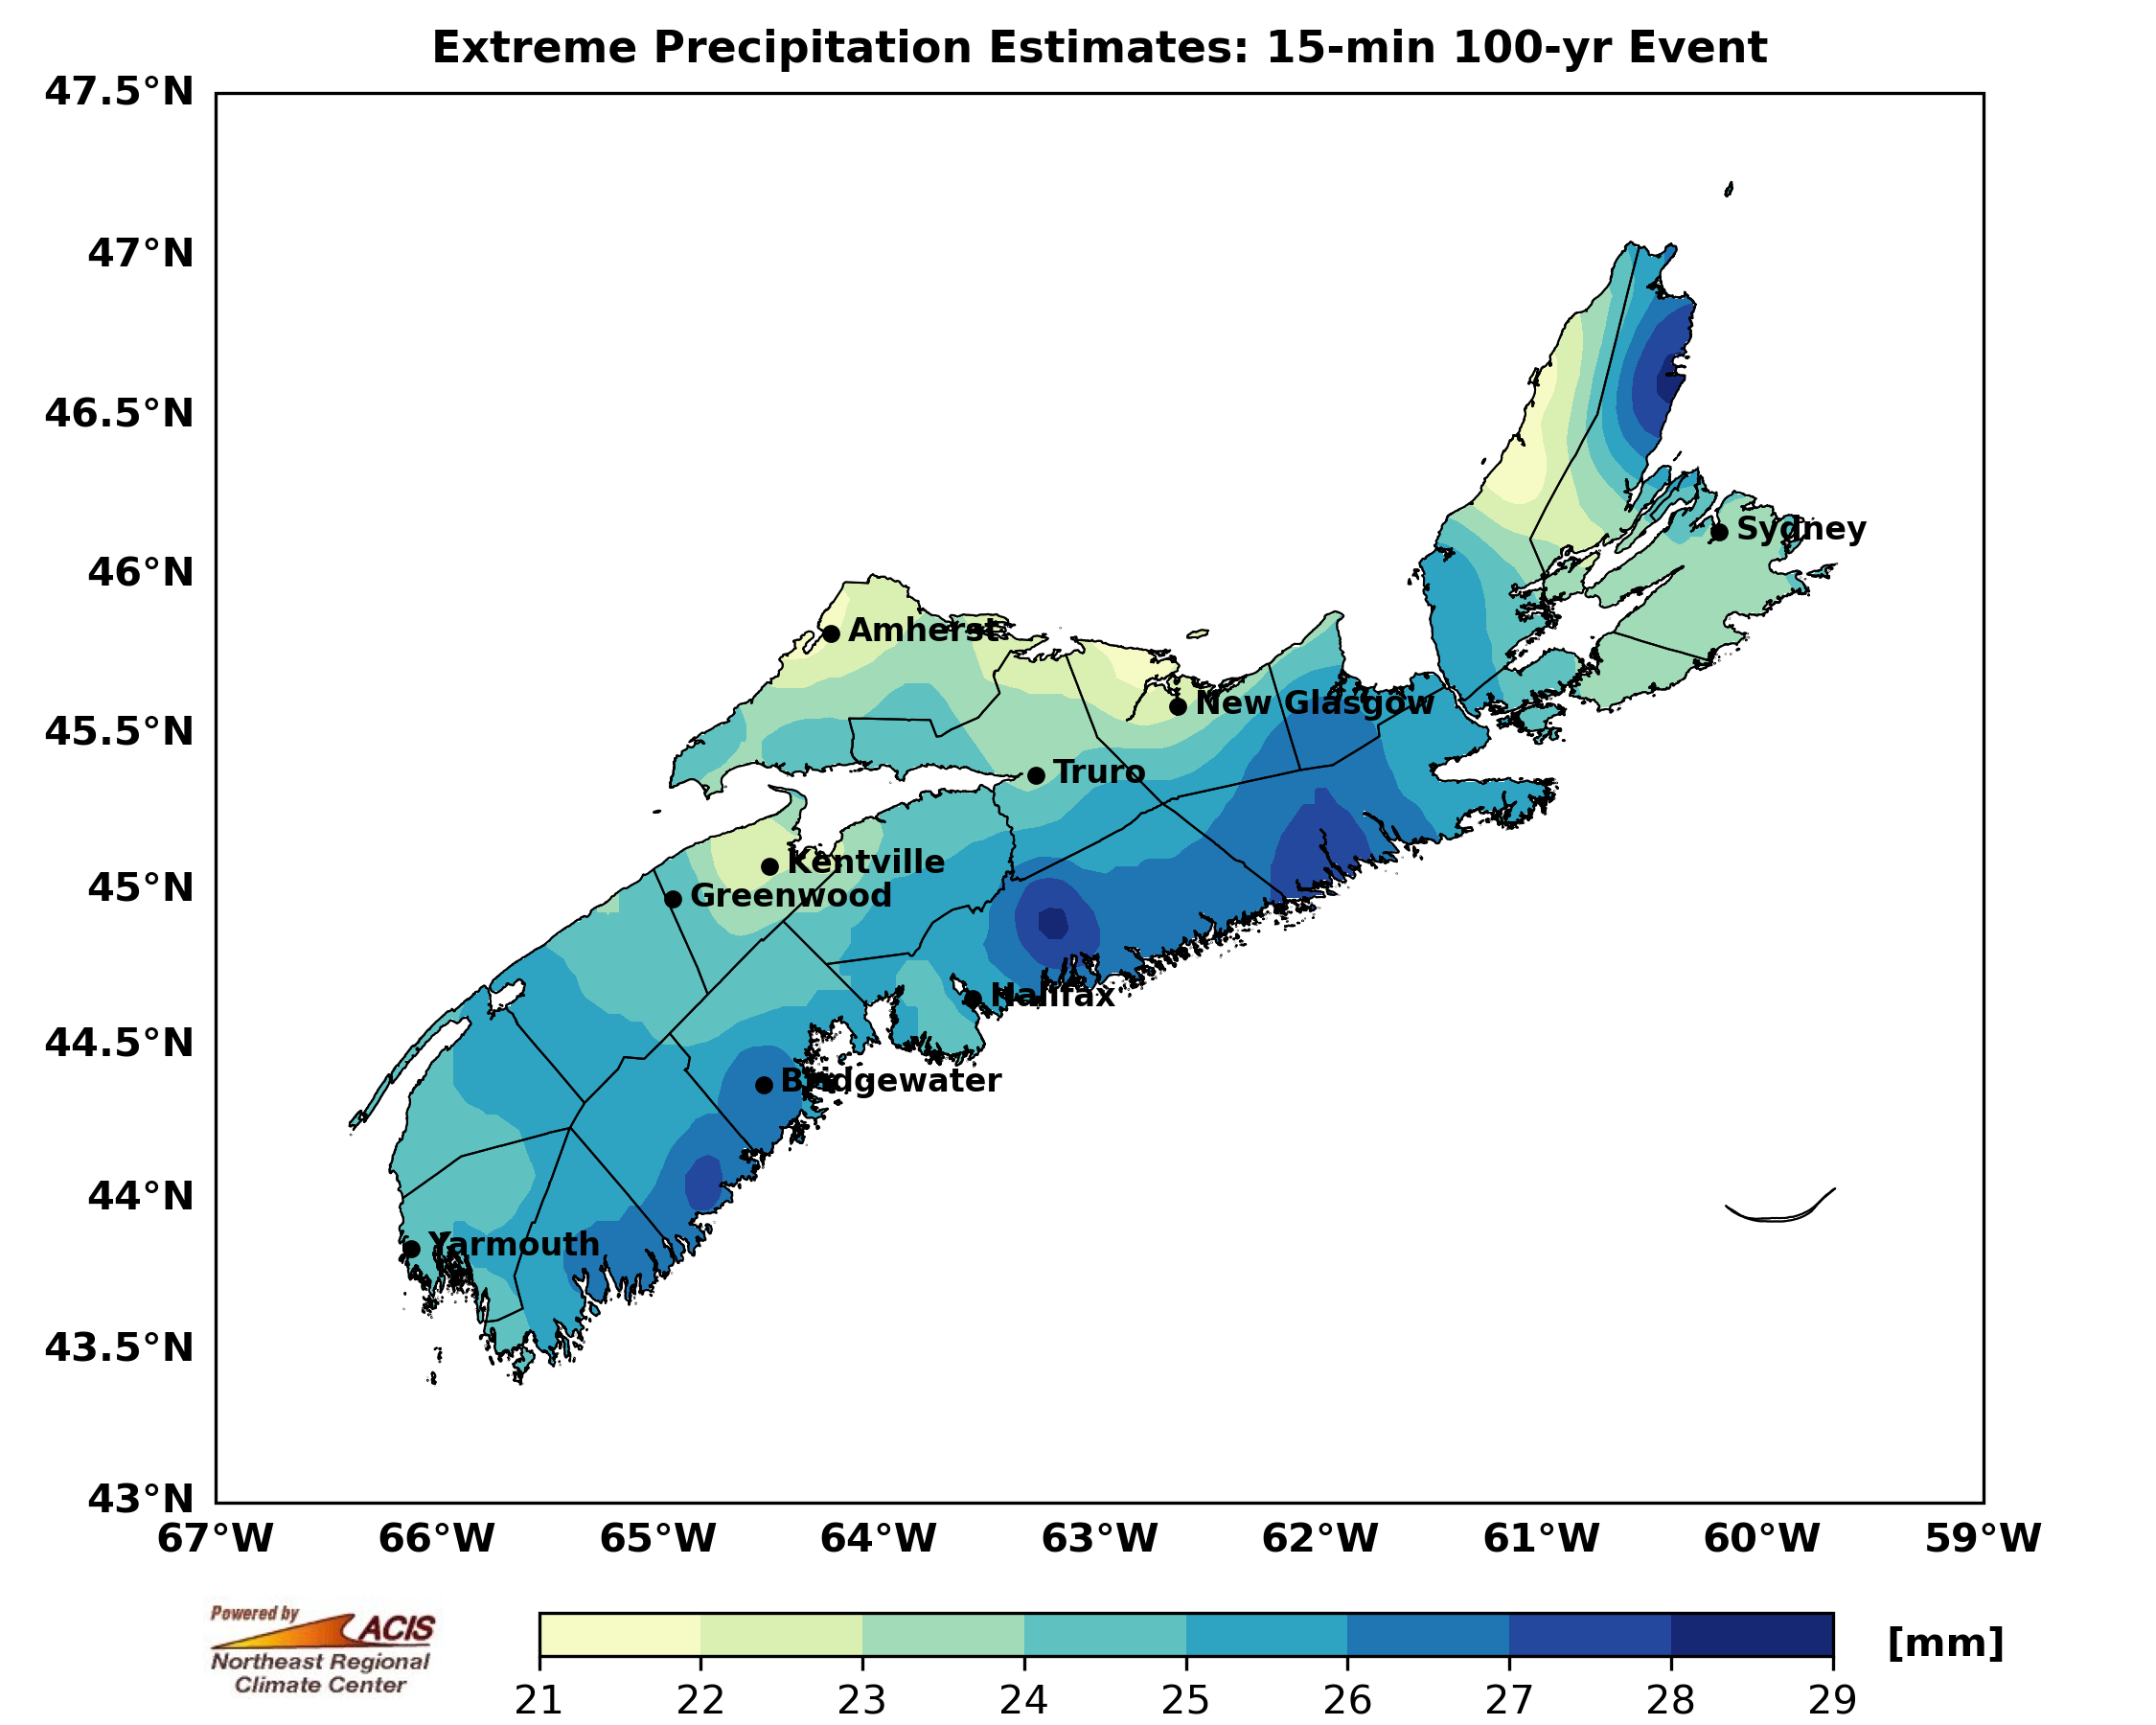 Extreme Precipitation Estimates: 15-min 100-yr Event
47.5°N
47°N
46.5°N
46°N
45.5°N
45°N
44.5°N
44°N
43.5°N
43°N
67°W 66°W 65°W 64°W 63°W 62°W 61°W 60°W 59°W
Sydney
Amherst
New Glasgow
Truro
Kentville
Greenwood
Halifax
Bridgewater
Yarmouth
Powered by
ACIS
Northeast Regional
Climate Center
[mm]
21 22 23 24 25 26 27 28 29